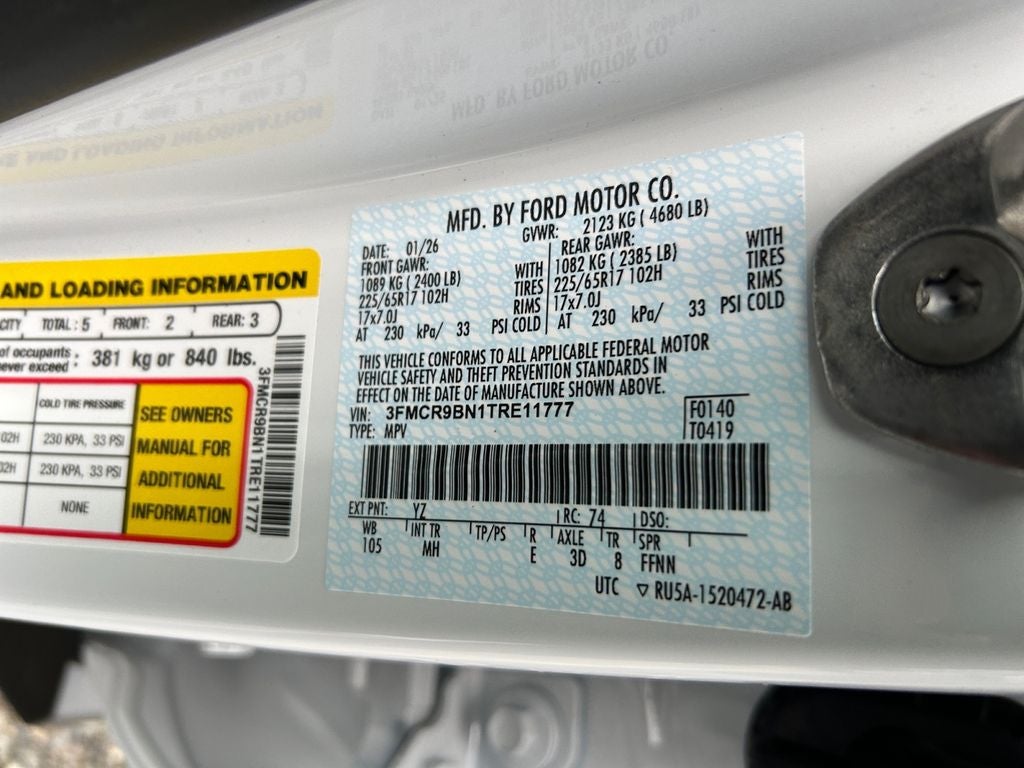 MFD. BY FORD MOTOR CO.
DATE: 01/26 GVWR: 2123 KG ( 4680 LB)
FRONT GAWR: REAR GAWR:
1089 KG ( 2400 LB) WITH 1082 KG ( 2385 LB) WITH
225/65R17 102H TIRES 225/65R17 102H TIRES
17x7.0J RIMS 17x7.0J RIMS
AT 230 kPa/ 33 PSI COLD AT 230 kPa/ 33 PSI COLD
THIS VEHICLE CONFORMS TO ALL APPLICABLE FEDERAL MOTOR
VEHICLE SAFETY AND THEFT PREVENTION STANDARDS IN
EFFECT ON THE DATE OF MANUFACTURE SHOWN ABOVE.
VIN: 3FMCR9BN1TRE11777 F0140
TYPE: MPV T0419
EXT PNT: YZ RC: 74 DSO:
WB INT TR TP/PS R AXLE TR SPR
105 MH E 3D 8 FFNN
UTC ▽ RU5A-1520472-AB
AND LOADING INFORMATION
CITY TOTAL : 5 FRONT: 2 REAR: 3
of occupants
never exceed : 381 kg or 840 lbs.
COLD TIRE PRESSURE
02H 230 KPA, 33 PSI
02H 230 KPA, 33 PSI
NONE
SEE OWNERS
MANUAL FOR
ADDITIONAL
INFORMATION
3FMCR9BN1TRE11777